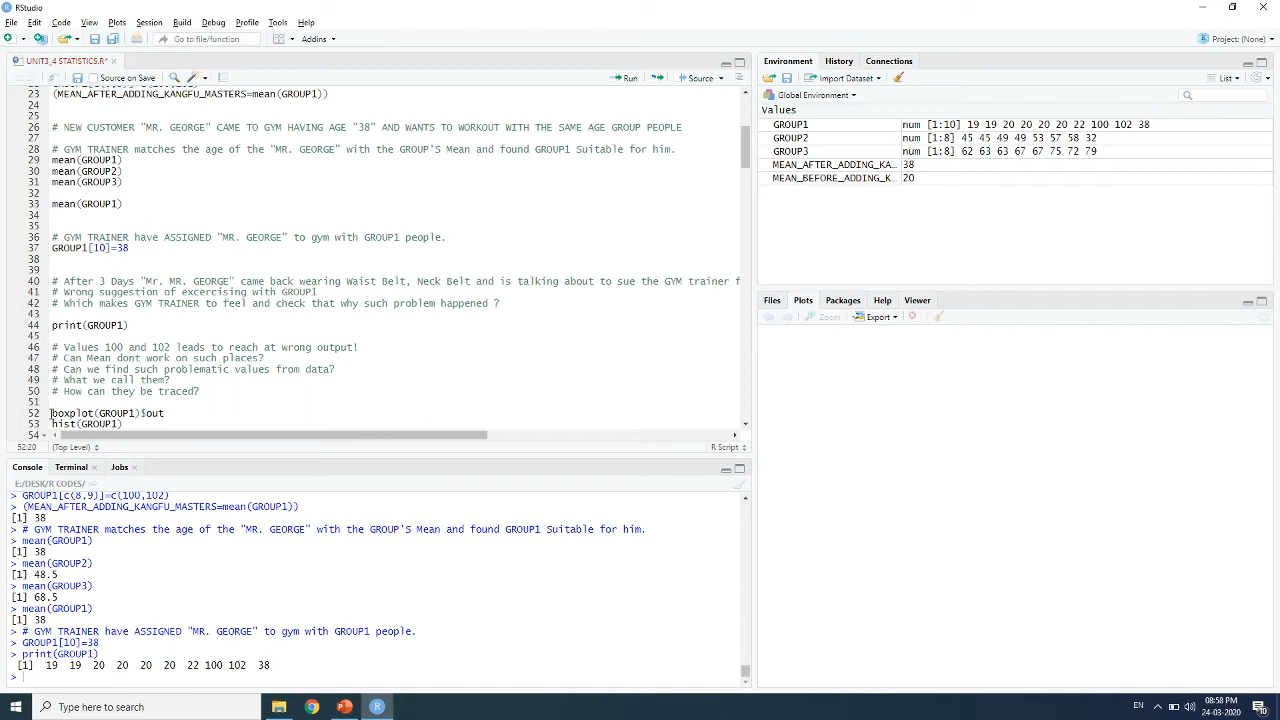 RStudio
File Edit Code View Plots Session Build Debug Profile Tools Help
Go to file/function Addins Project: (None)
UNIT3_4 STATISTICS.R*
Source on Save Run Source
23 MEAN_AFTER_ADDING_KANGFU_MASTERS=mean(GROUP1))
24
25
26 # NEW CUSTOMER "MR. GEORGE" CAME TO GYM HAVING AGE "38" AND WANTS TO WORKOUT WITH THE SAME AGE GROUP PEOPLE
27
28 # GYM TRAINER matches the age of the "MR. GEORGE" with the GROUP'S Mean and found GROUP1 Suitable for him.
29 mean(GROUP1)
30 mean(GROUP2)
31 mean(GROUP3)
32
33 mean(GROUP1)
34
35
36 # GYM TRAINER have ASSIGNED "MR. GEORGE" to gym with GROUP1 people.
37 GROUP1[10]=38
38
39
40 # After 3 Days "Mr. MR. GEORGE" came back wearing Waist Belt, Neck Belt and is talking about to sue the GYM trainer f
41 # Wrong suggestion of excercising with GROUP1
42 # Which makes GYM TRAINER to feel and check that why such problem happened ?
43
44 print(GROUP1)
45
46 # Values 100 and 102 leads to reach at wrong output!
47 # Can Mean dont work on such places?
48 # Can we find such problematic values from data?
49 # What we call them?
50 # How can they be traced?
51
52 boxplot(GROUP1)$out
53 hist(GROUP1)
54
52:20 (Top Level) R Script
Console Terminal Jobs
E:/DESK/R CODES/
> GROUP1[c(8,9)]=c(100,102)
> (MEAN_AFTER_ADDING_KANGFU_MASTERS=mean(GROUP1))
[1] 38
> # GYM TRAINER matches the age of the "MR. GEORGE" with the GROUP'S Mean and found GROUP1 Suitable for him.
> mean(GROUP1)
[1] 38
> mean(GROUP2)
[1] 48.5
> mean(GROUP3)
[1] 68.5
> mean(GROUP1)
[1] 38
> # GYM TRAINER have ASSIGNED "MR. GEORGE" to gym with GROUP1 people.
> GROUP1[10]=38
> print(GROUP1)
[1] 19 19 20 20 20 20 22 100 102 38
>
Environment History Connections
Import Dataset List
Global Environment
Values
GROUP1 num [1:10] 19 19 20 20 20 20 22 100 102 38
GROUP2 num [1:8] 45 45 49 49 53 57 58 32
GROUP3 num [1:8] 62 63 63 67 67 75 72 79
MEAN_AFTER_ADDING_KA... 38
MEAN_BEFORE_ADDING_K... 20
Files Plots Packages Help Viewer
Zoom Export
Type here to search
EN 08:58 PM
24-03-2020